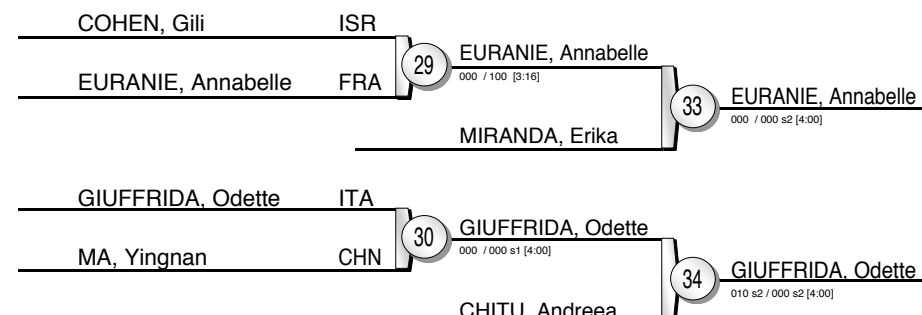 COHEN, Gili ISR
29
EURANIE, Annabelle
000 / 100 [3:16]
EURANIE, Annabelle FRA
33
EURANIE, Annabelle
000 / 000 s2 [4:00]
MIRANDA, Erika
GIUFFRIDA, Odette ITA
30
GIUFFRIDA, Odette
000 / 000 s1 [4:00]
MA, Yingnan CHN
34
GIUFFRIDA, Odette
010 s2 / 000 s2 [4:00]
CHITU, Andreea